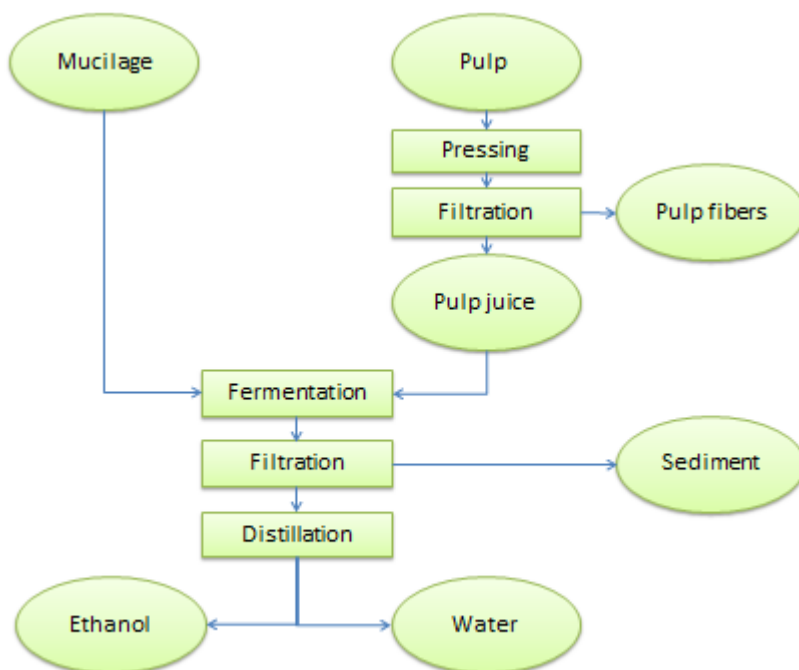 Mucilage
Pulp
Pressing
Filtration
Pulp fibers
Pulp juice
Fermentation
Filtration
Sediment
Distillation
Ethanol
Water